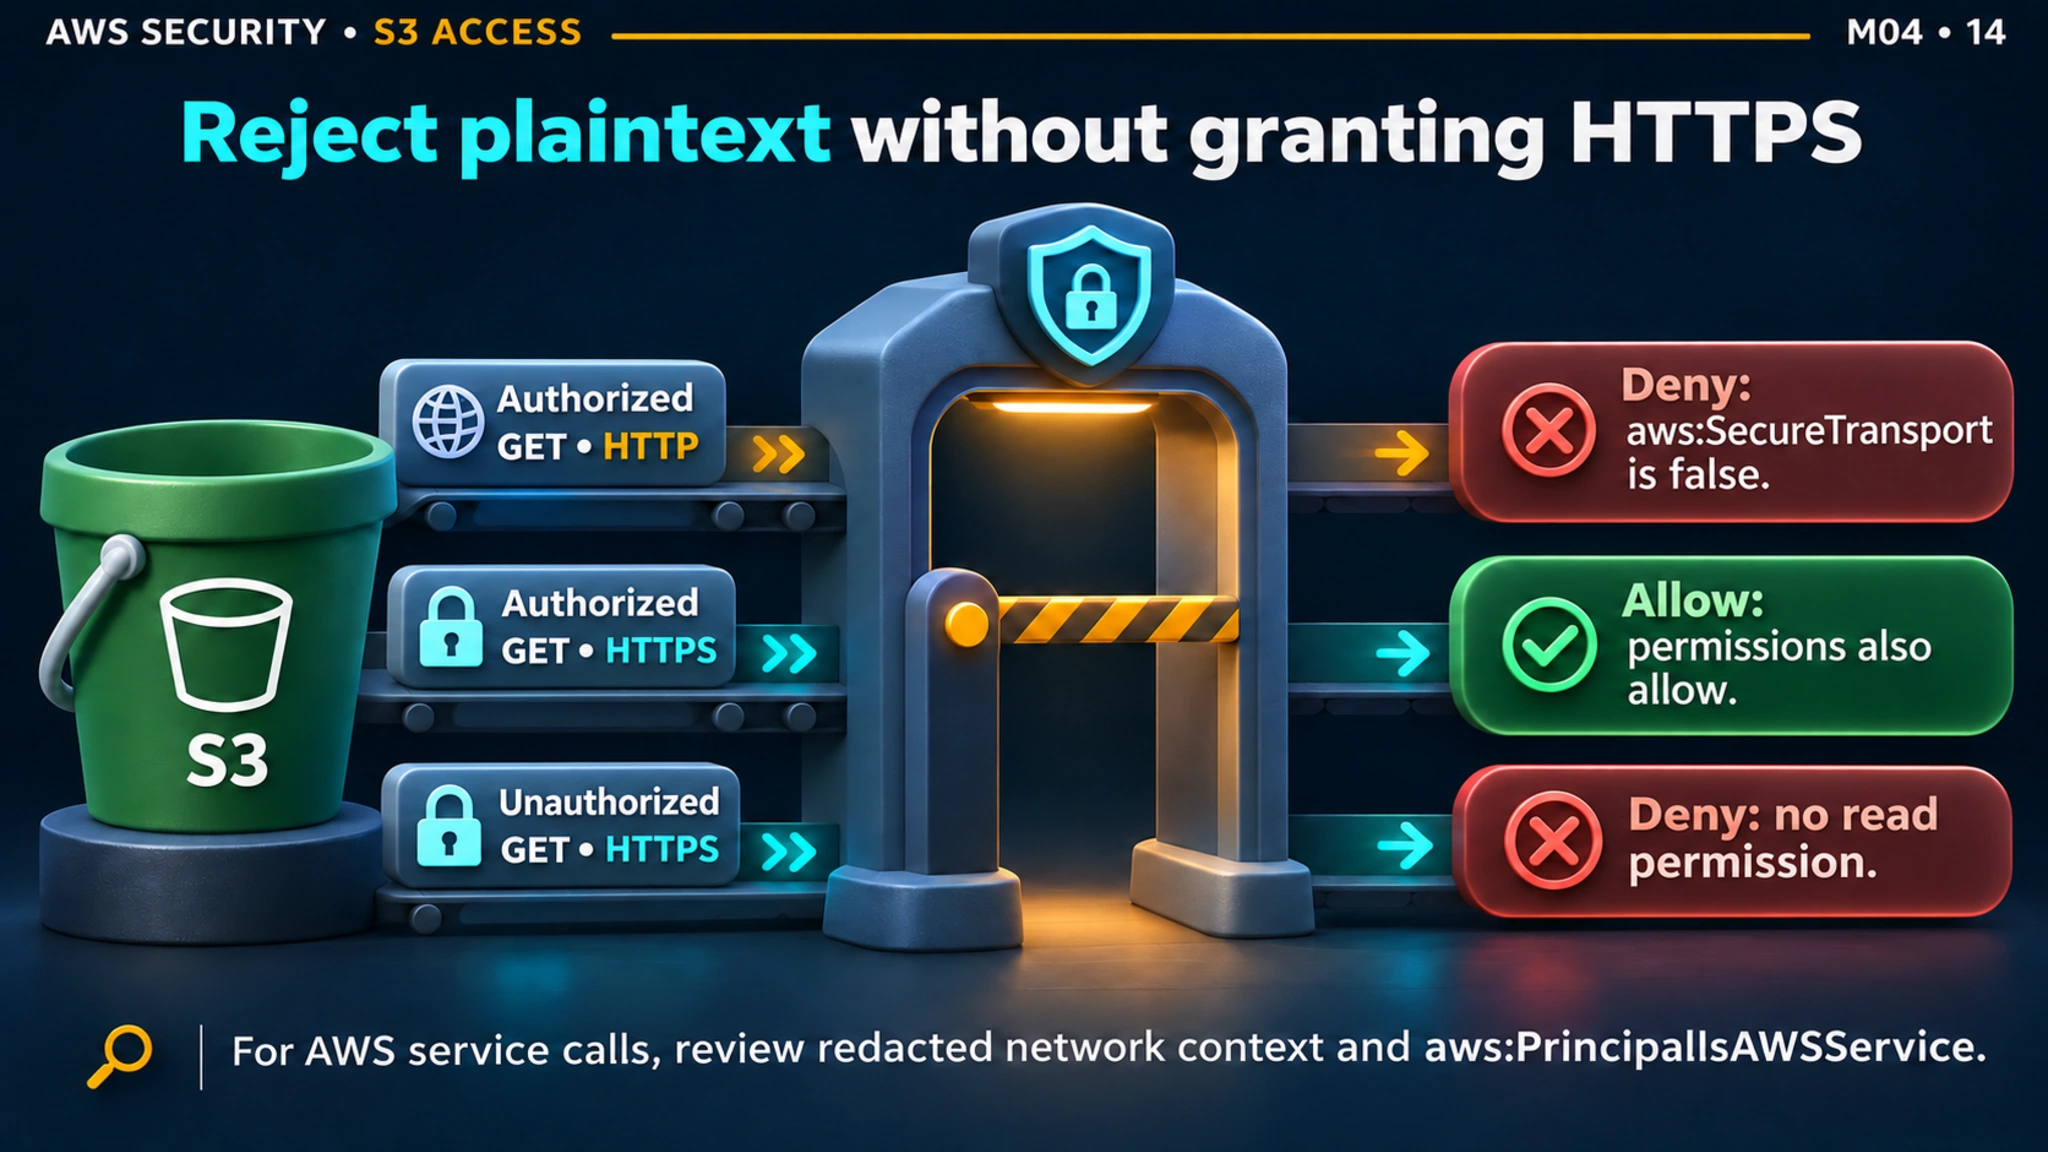 AWS SECURITY • S3 ACCESS
M04 • 14
Reject plaintext without granting HTTPS
Authorized
GET • HTTP
Deny:
aws:SecureTransport
is false.
Authorized
GET • HTTPS
Allow:
permissions also
allow.
S3
Unauthorized
GET • HTTPS
Deny: no read
permission.
For AWS service calls, review redacted network context and aws:PrincipalIsAWSService.